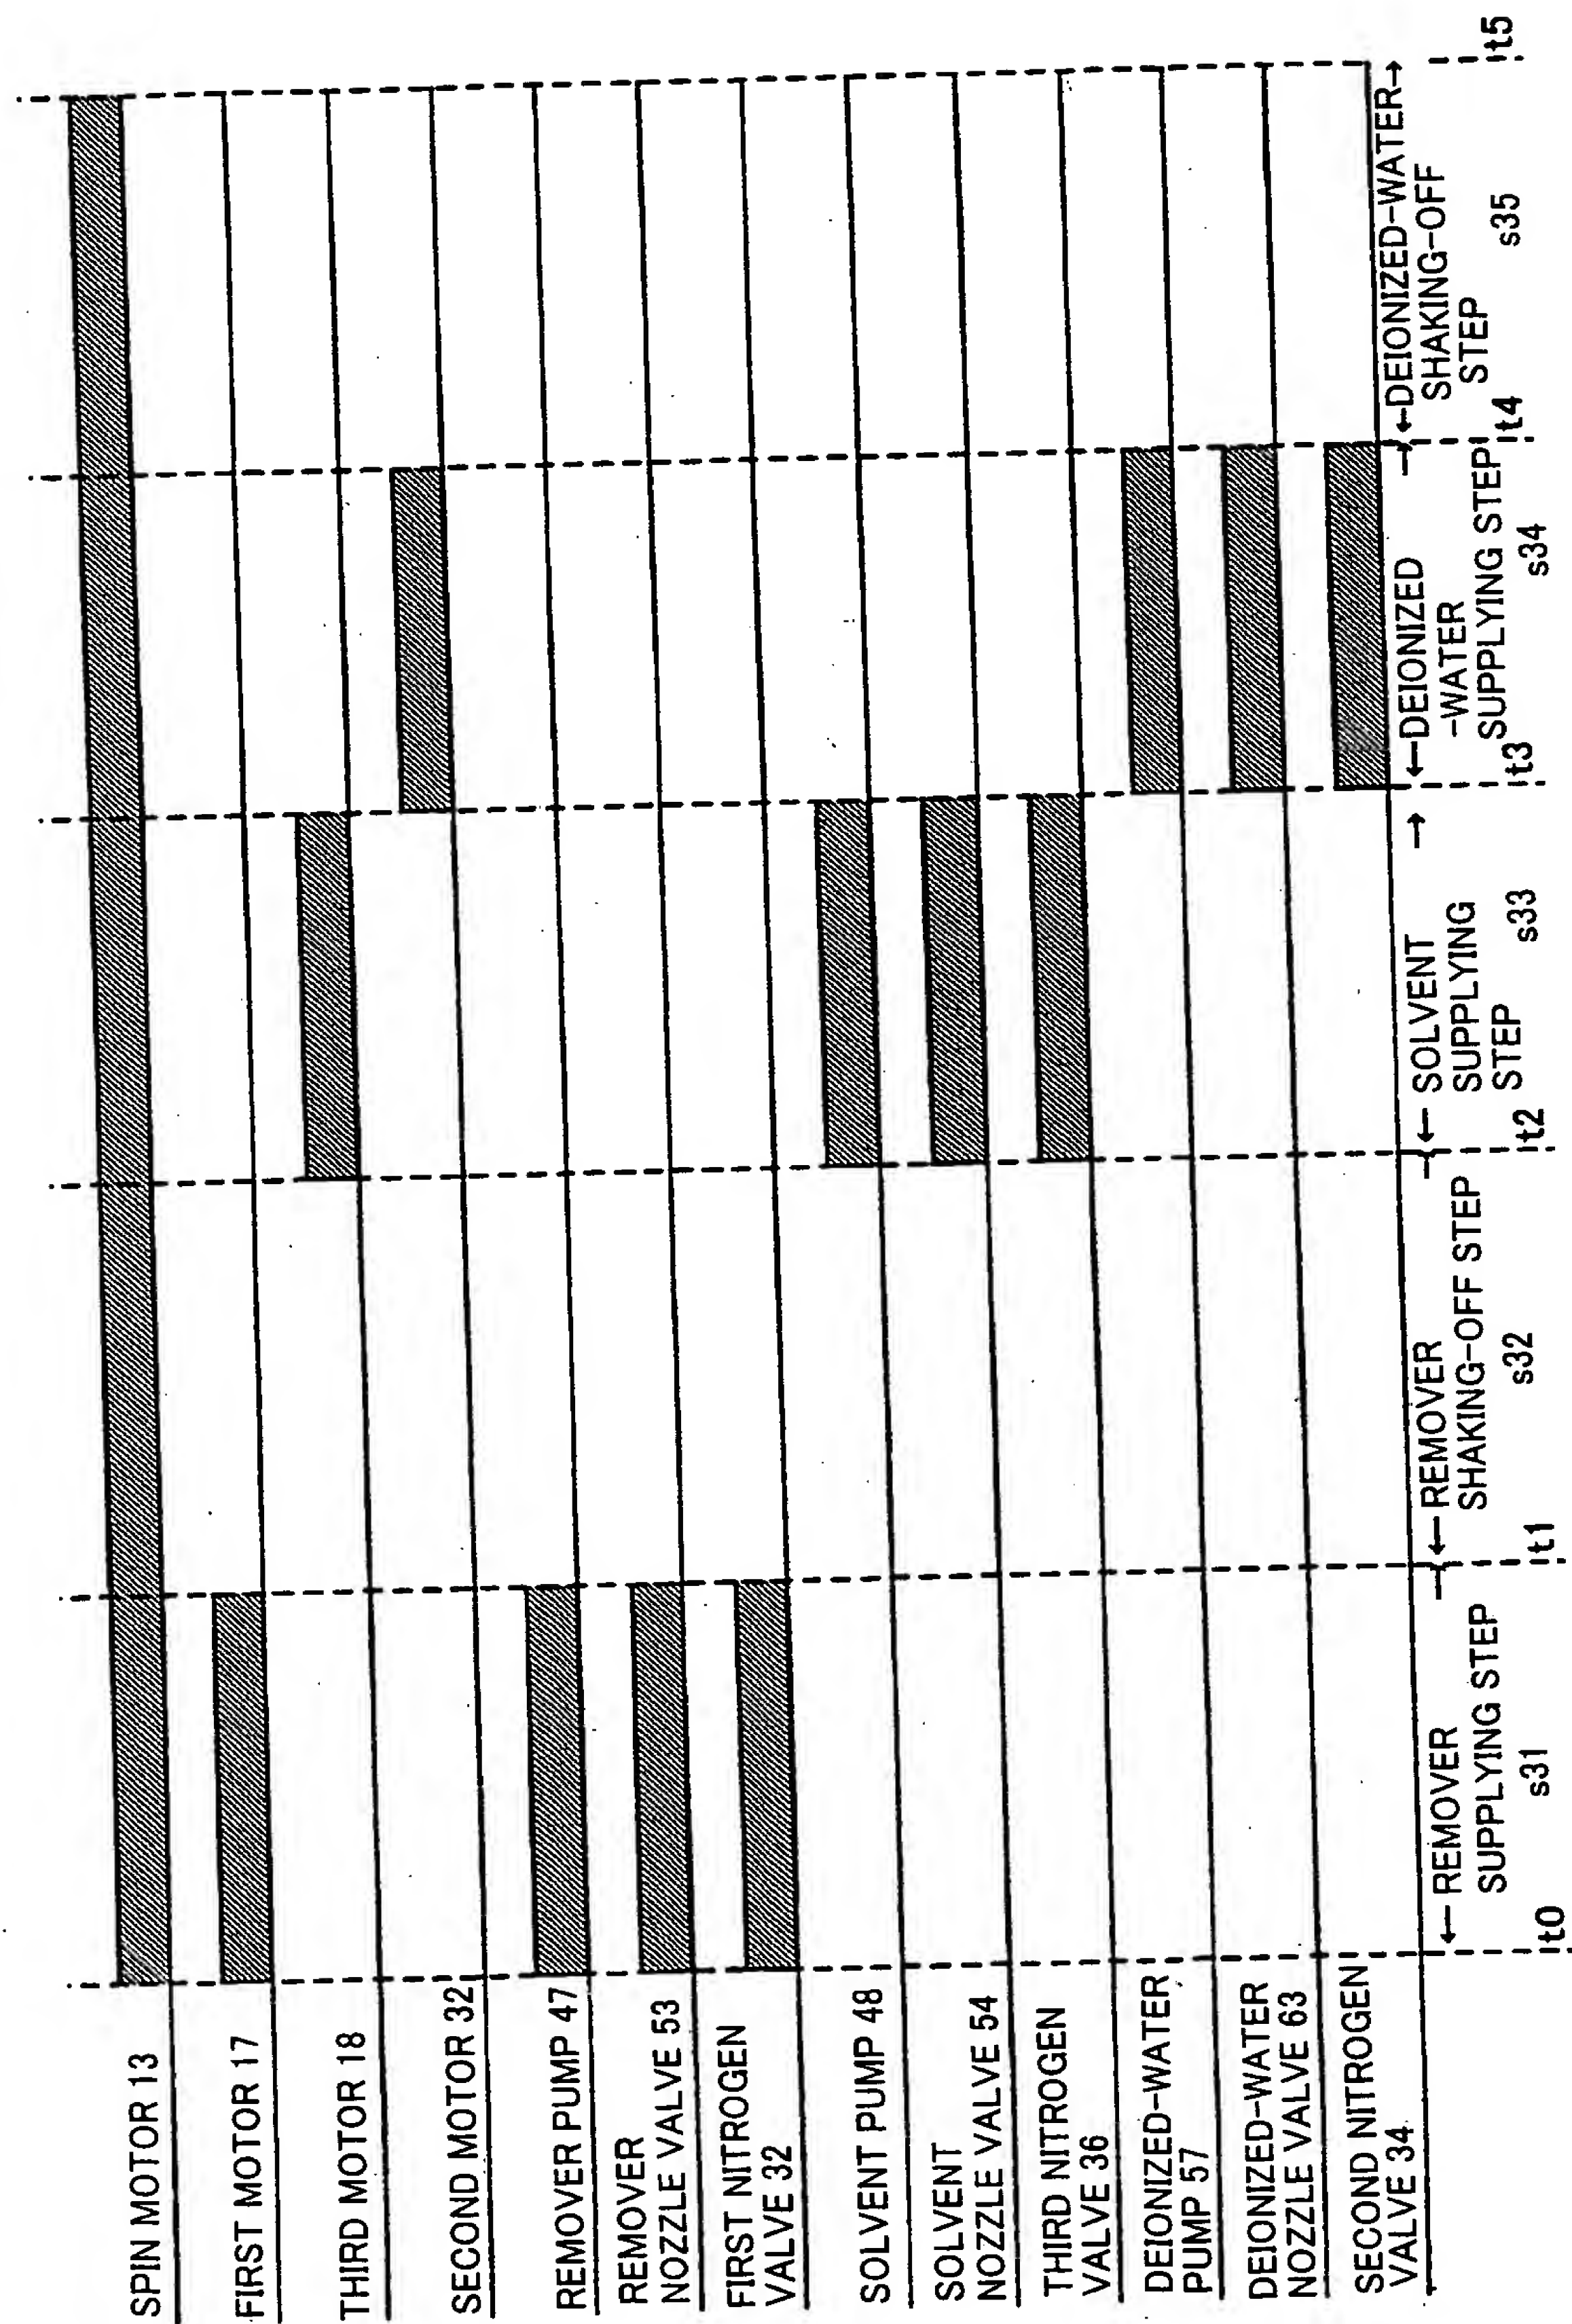 SPIN MOTOR 13
FIRST MOTOR 17
THIRD MOTOR 18
SECOND MOTOR 32
REMOVER PUMP 47
REMOVER
NOZZLE VALVE 53
FIRST NITROGEN
VALVE 32
SOLVENT PUMP 48
SOLVENT
NOZZLE VALVE 54
THIRD NITROGEN
VALVE 36
DEIONIZED-WATER
PUMP 57
DEIONIZED-WATER
NOZZLE VALVE 63
SECOND NITROGEN
VALVE 34
←REMOVER
SUPPLYING STEP
s31
←REMOVER
SHAKING-OFF STEP
s32
← SOLVENT
SUPPLYING
STEP
s33
←DEIONIZED
-WATER
SUPPLYING STEP
s34
←DEIONIZED-WATER→
SHAKING-OFF
STEP
s35
t0
t1
t2
t3
t4
t5